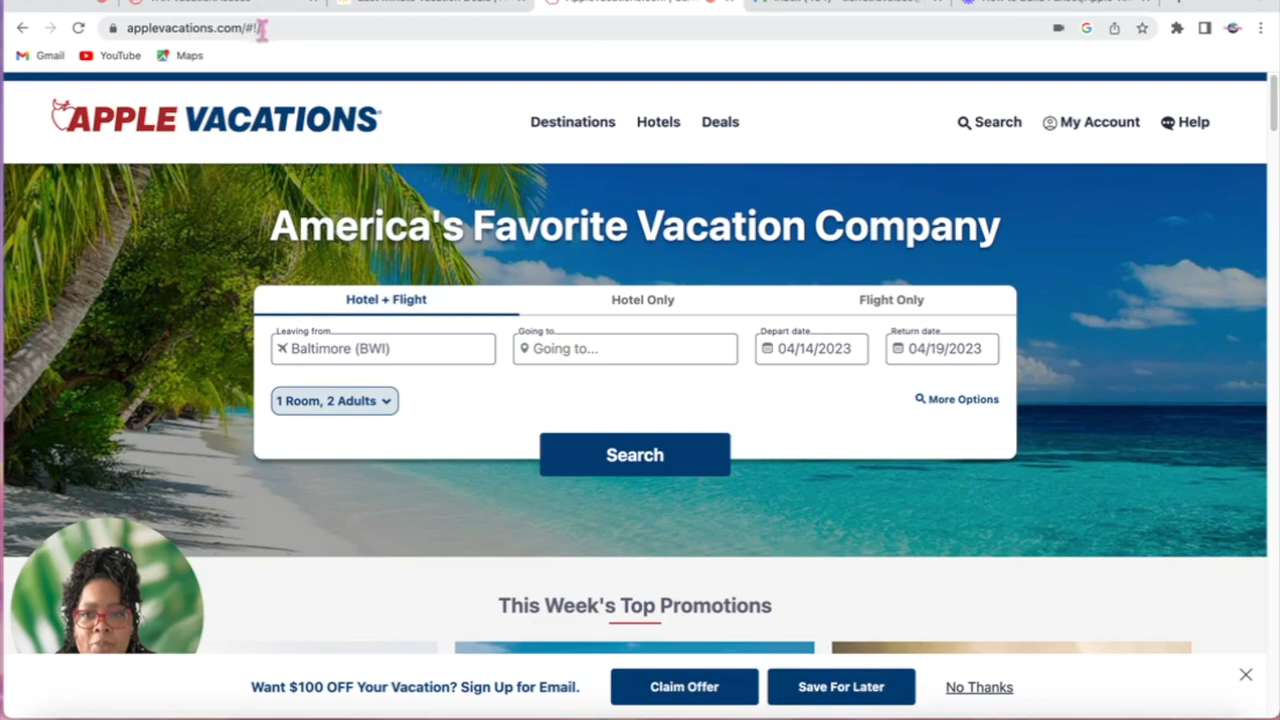 applevacations.com/#!/
Gmail YouTube Maps
APPLE VACATIONS
Destinations Hotels Deals Search My Account Help
America's Favorite Vacation Company
Hotel + Flight Hotel Only Flight Only
Leaving from Going to Depart date Return date
Baltimore (BWI) Going to... 04/14/2023 04/19/2023
1 Room, 2 Adults More Options
Search
This Week's Top Promotions
Want $100 OFF Your Vacation? Sign Up for Email. Claim Offer Save For Later No Thanks